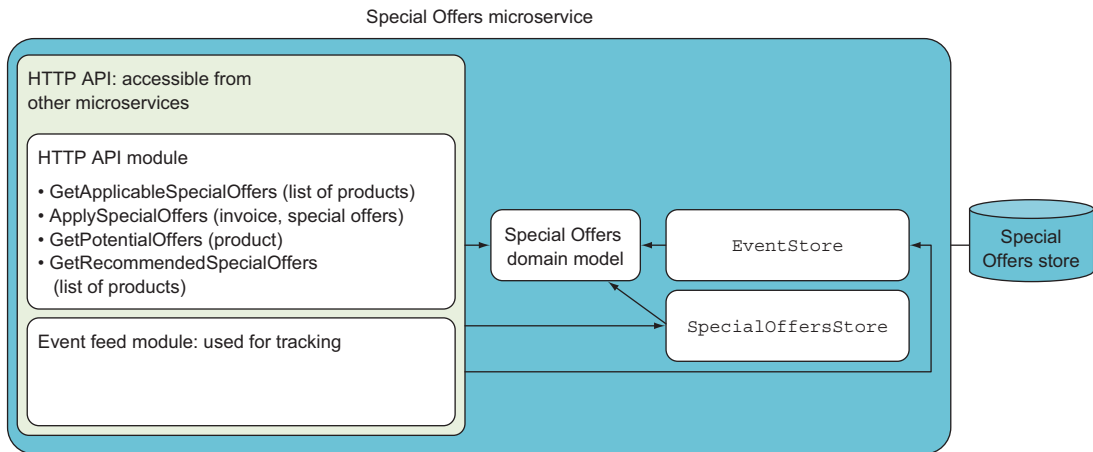 Special Offers microservice
HTTP API: accessible from
other microservices
HTTP API module
• GetApplicableSpecialOffers (list of products)
• ApplySpecialOffers (invoice, special offers)
• GetPotentialOffers (product)
• GetRecommendedSpecialOffers
(list of products)
Event feed module: used for tracking
Special Offers
domain model
EventStore
SpecialOffersStore
Special
Offers store